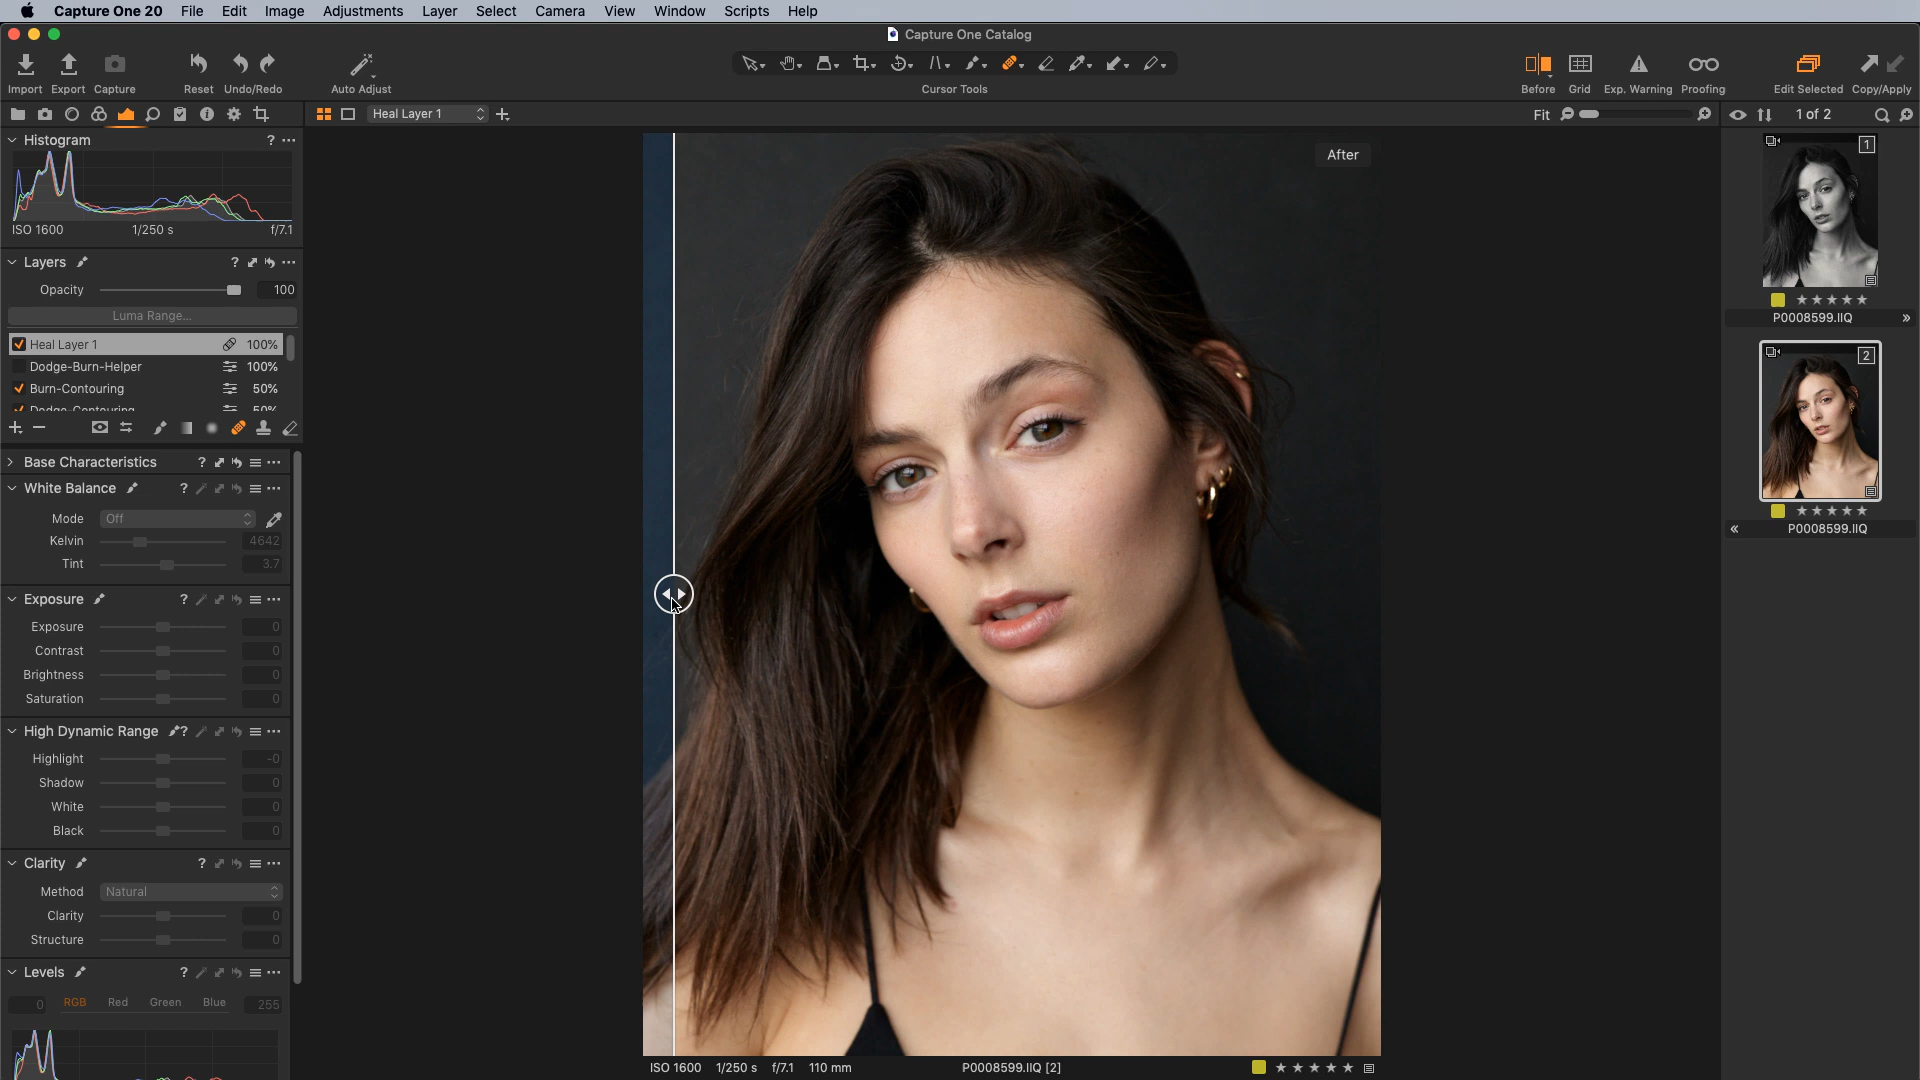 Capture One 20 File Edit Image Adjustments Layer Select Camera View Window Scripts Help
Capture One Catalog
Import Export Capture Reset Undo/Redo Auto Adjust Cursor Tools Before Grid Exp. Warning Proofing Edit Selected Copy/Apply
Heal Layer 1 Fit 1 of 2
Histogram ?
ISO 1600 1/250 s f/7.1
Layers ?
Opacity 100
Luma Range...
Heal Layer 1 100%
Dodge-Burn-Helper 100%
Burn-Contouring 50%
Dodge-Contouring 50%
Base Characteristics ?
White Balance ?
Mode Off
Kelvin 4642
Tint 3.7
Exposure ?
Exposure 0
Contrast 0
Brightness 0
Saturation 0
High Dynamic Range ?
Highlight -0
Shadow 0
White 0
Black 0
Clarity ?
Method Natural
Clarity 0
Structure 0
Levels ?
0 RGB Red Green Blue 255
After
ISO 1600 1/250 s f/7.1 110 mm P0008599.IIQ [2]
1
P0008599.IIQ »
2
« P0008599.IIQ